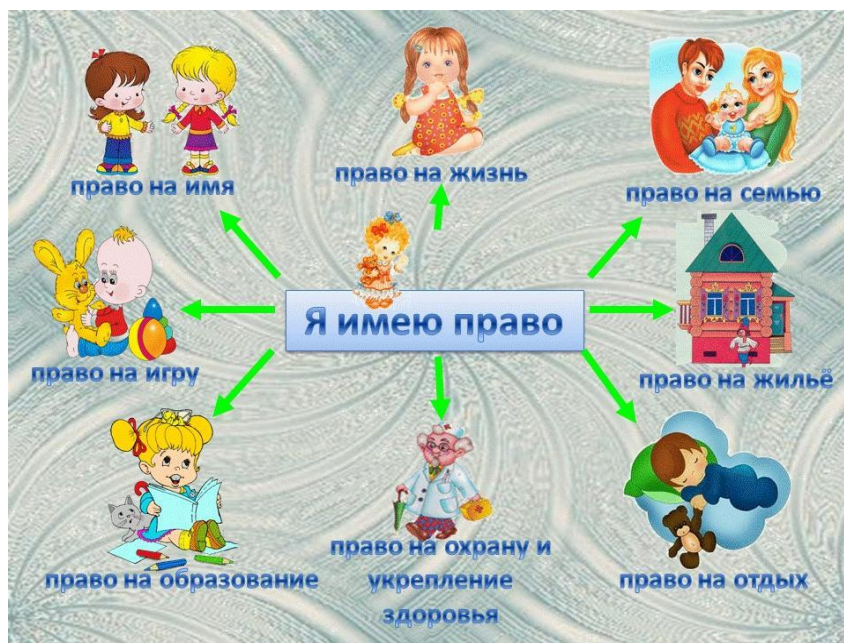 право на имя
право на жизнь
право на семью
Я имею право
право на игру
право на жильё
право на образование
право на охрану и
укрепление
здоровья
право на отдых